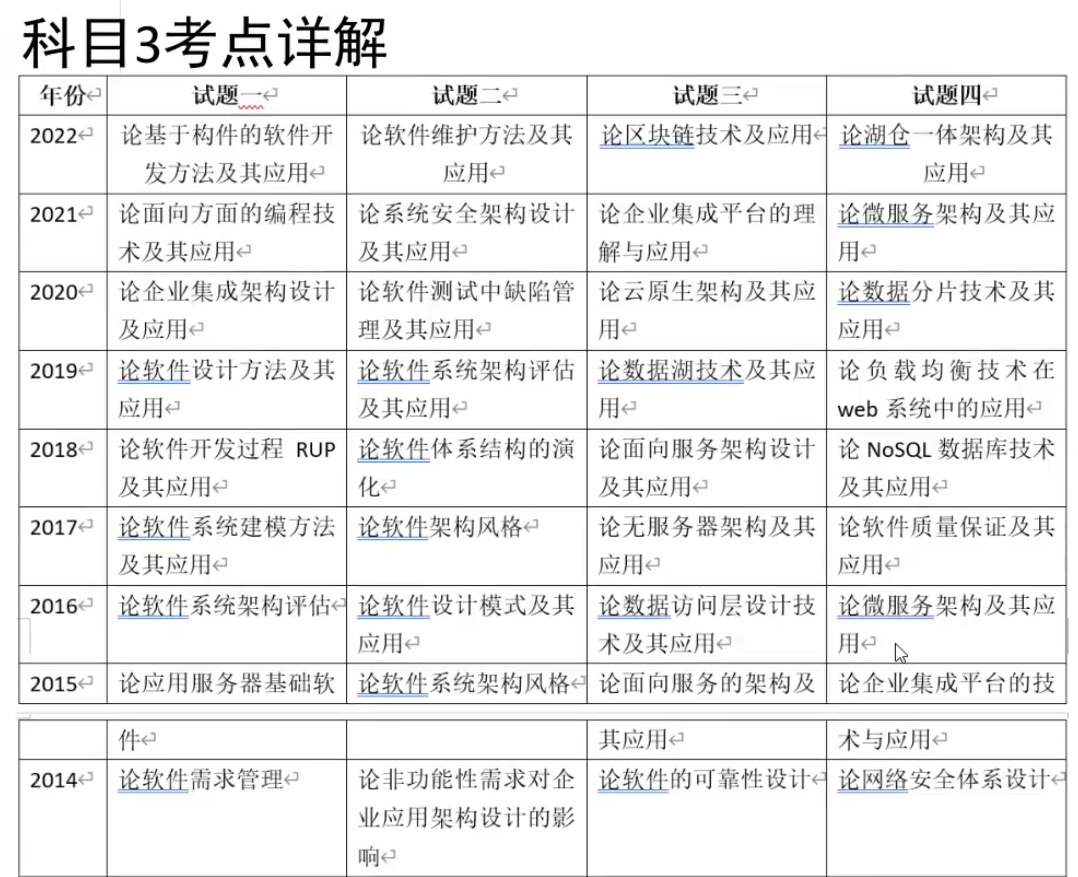 科目3考点详解
年份 试题一 试题二 试题三 试题四
2022 论基于构件的软件开 论软件维护方法及其 论区块链技术及应用 论湖仓一体架构及其
发方法及其应用 应用 应用
2021 论面向方面的编程技 论系统安全架构设计 论企业集成平台的理 论微服务架构及其应
术及其应用 及其应用 解与应用 用
2020 论企业集成架构设计 论软件测试中缺陷管 论云原生架构及其应 论数据分片技术及其
及应用 理及其应用 用 应用
2019 论软件设计方法及其 论软件系统架构评估 论数据湖技术及其应 论负载均衡技术在
应用 及其应用 用 web 系统中的应用
2018 论软件开发过程 RUP 论软件体系结构的演 论面向服务架构设计 论 NoSQL 数据库技术
及其应用 化 及其应用 及其应用
2017 论软件系统建模方法 论软件架构风格 论无服务器架构及其 论软件质量保证及其
及其应用 应用 应用
2016 论软件系统架构评估 论软件设计模式及其 论数据访问层设计技 论微服务架构及其应
应用 术及其应用 用
2015 论应用服务器基础软 论软件系统架构风格 论面向服务的架构及 论企业集成平台的技
件 其应用 术与应用
2014 论软件需求管理 论非功能性需求对企 论软件的可靠性设计 论网络安全体系设计
业应用架构设计的影
响